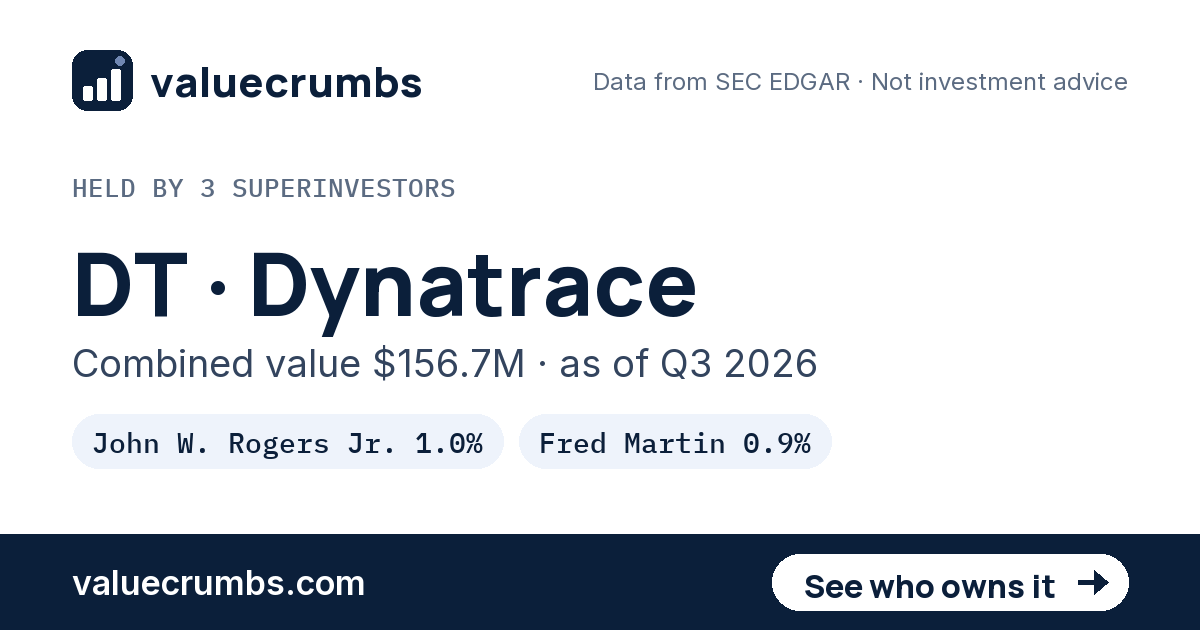 valuecrumbs
Data from SEC EDGAR · Not investment advice
HELD BY 3 SUPERINVESTORS
DT · Dynatrace
Combined value $156.7M · as of Q3 2026
John W. Rogers Jr. 1.0% Fred Martin 0.9%
valuecrumbs.com
See who owns it →